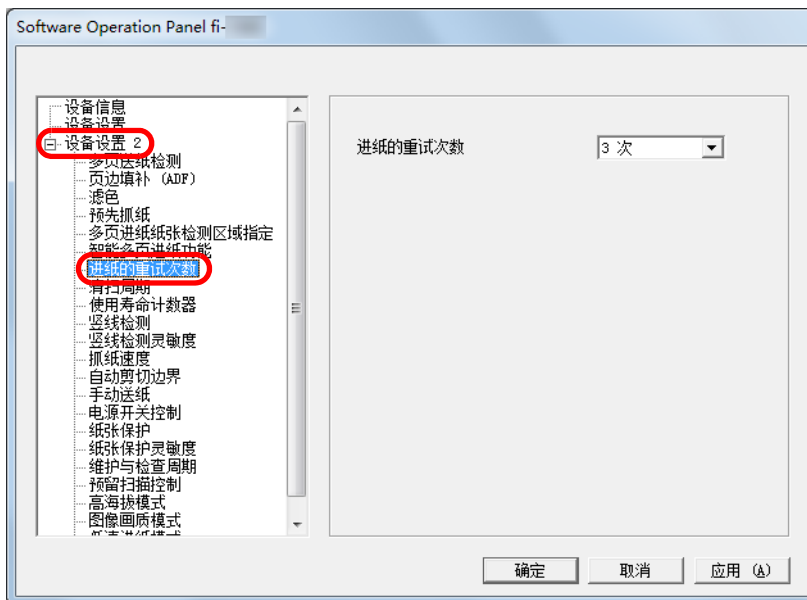 Software Operation Panel fi-
设备信息
设备设置
设备设置 2
多页送纸检测
页边填补 (ADF)
滤色
预先抓纸
多页进纸纸张检测区域指定
智能多页进纸功能
进纸的重试次数
清扫周期
使用寿命计数器
竖线检测
竖线检测灵敏度
抓纸速度
自动剪切边界
手动送纸
电源开关控制
纸张保护
纸张保护灵敏度
维护与检查周期
预留扫描控制
高海拔模式
图像画质模式
低速进纸模式
进纸的重试次数
3 次
确定
取消
应用 (A)